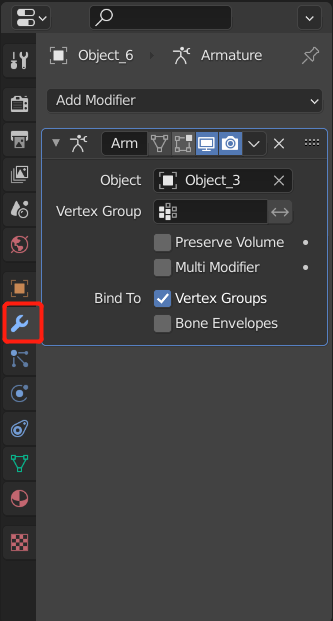 Object_6 › Armature
Add Modifier
Arm
Object Object_3
Vertex Group
Preserve Volume
Multi Modifier
Bind To Vertex Groups
Bone Envelopes